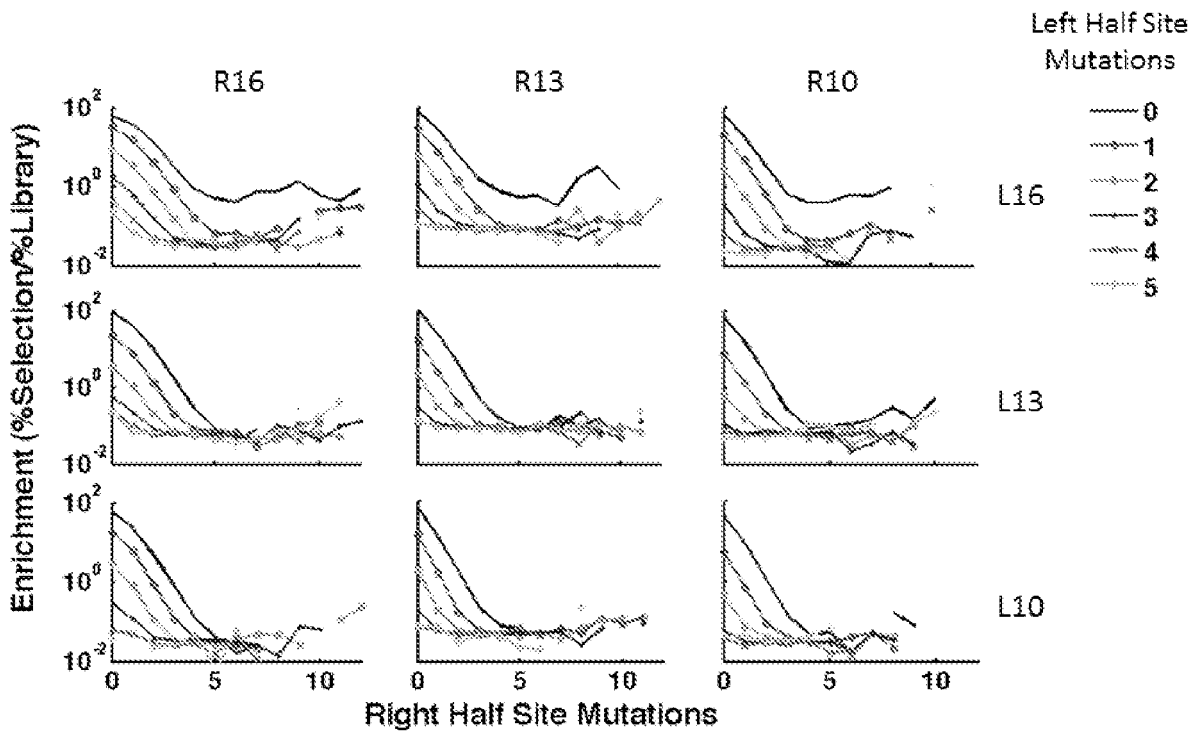 Left Half Site
Mutations
R16
R13
R10
0
1
2
3
4
5
L16
L13
L10
Enrichment (%Selection/%Library)
10²
10⁰
10⁻²
10²
10⁰
10⁻²
10²
10⁰
10⁻²
0 5 10
0 5 10
0 5 10
Right Half Site Mutations